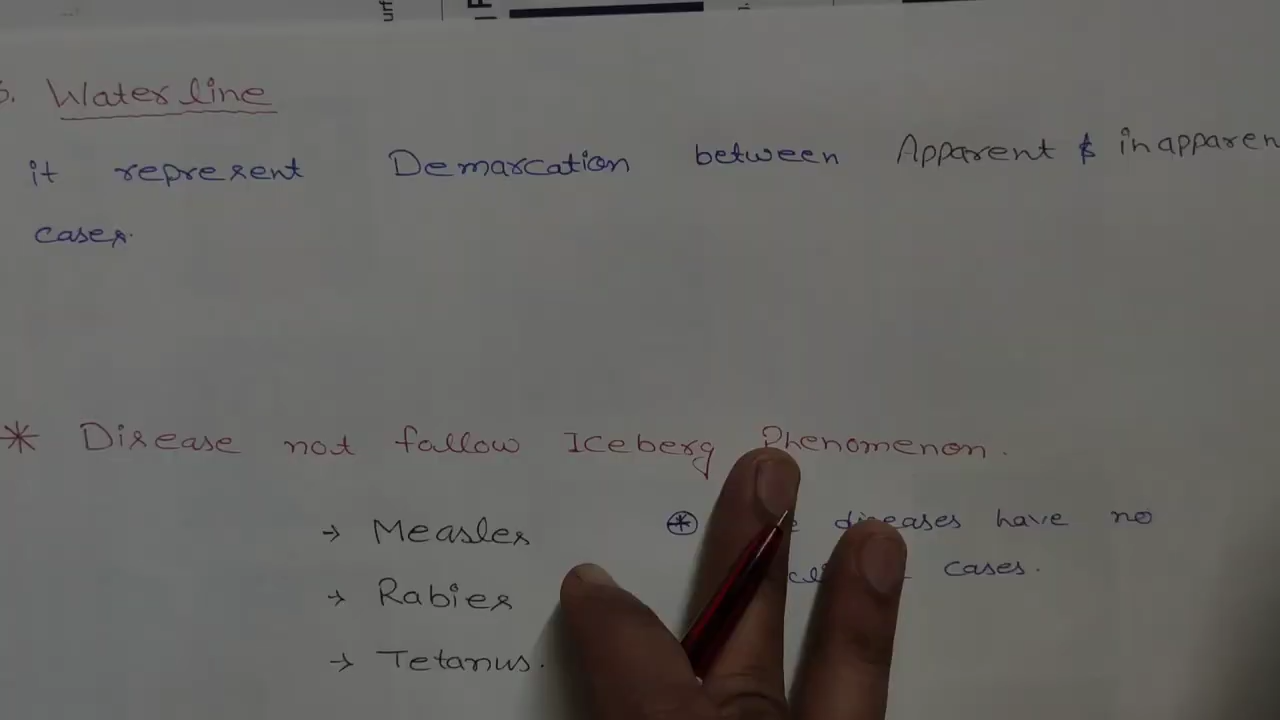 Water line
it represent Demarcation between Apparent & inapparen
cases.
* Disease not follow Iceberg Phenomenon.
→ Measles
* diseases have no
cases.
→ Rabies
→ Tetanus.